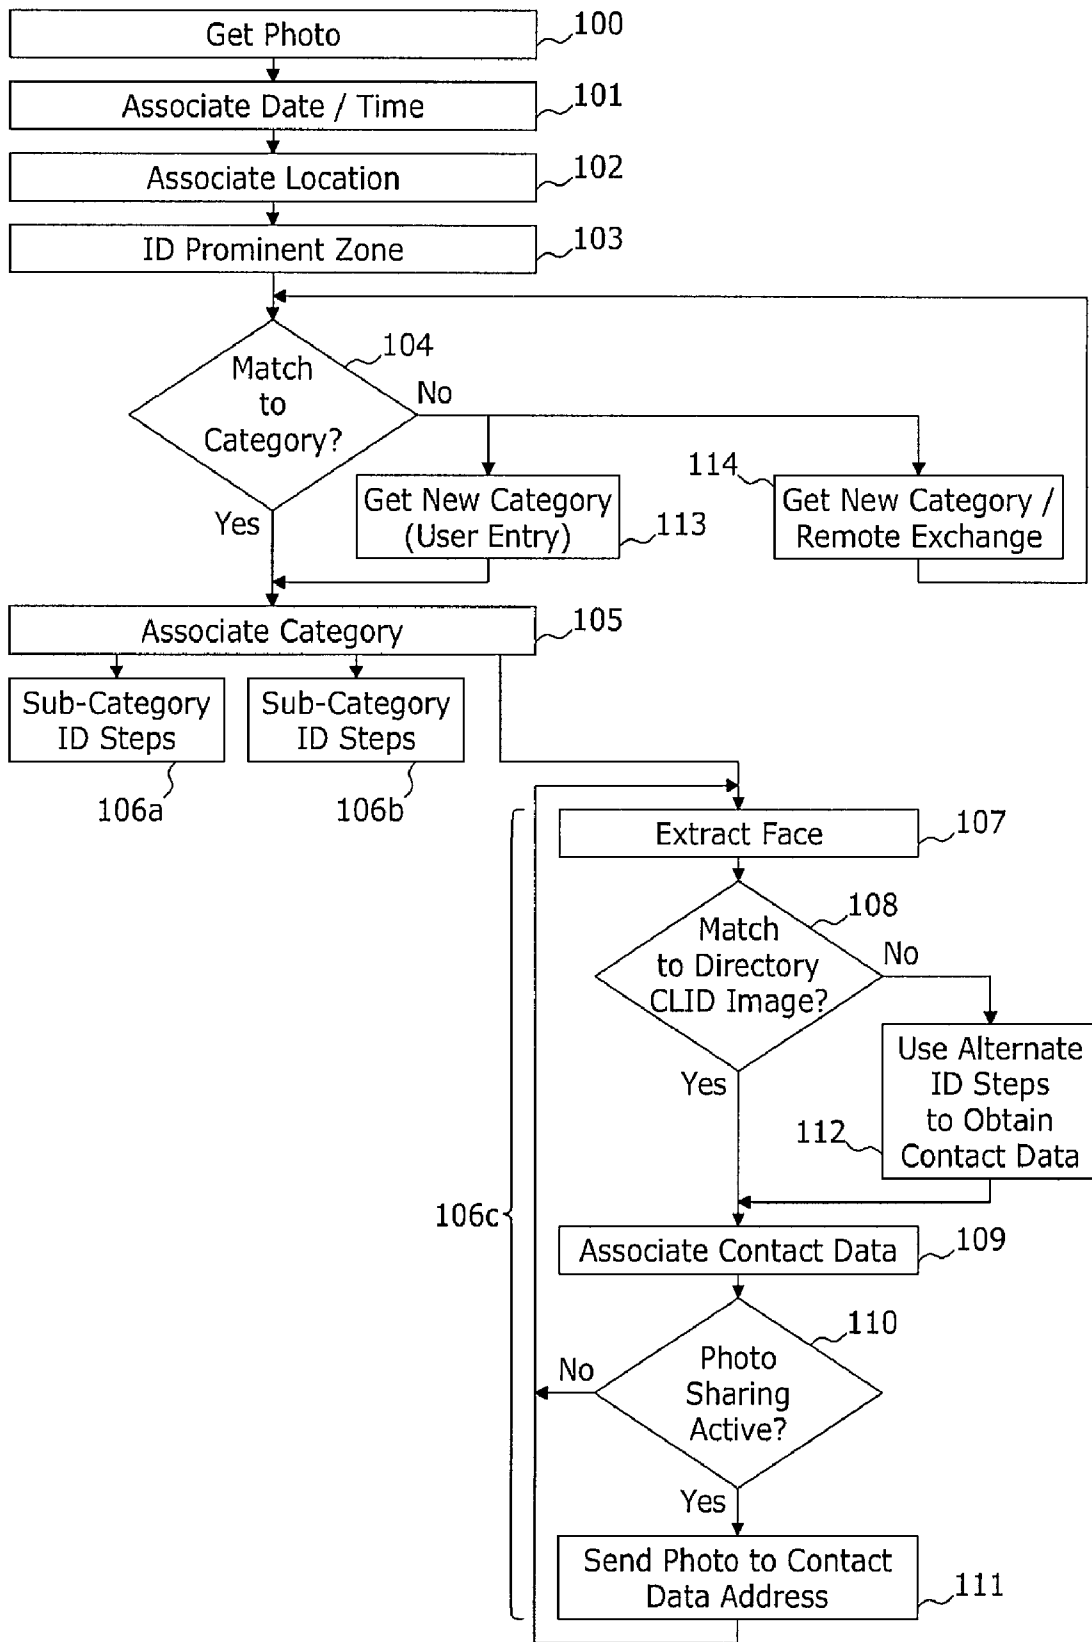 Get Photo
100
Associate Date / Time
101
Associate Location
102
ID Prominent Zone
103
104
Match
to
Category?
No
Yes
Get New Category
(User Entry)
113
114
Get New Category /
Remote Exchange
Associate Category
105
Sub-Category
ID Steps
106a
Sub-Category
ID Steps
106b
106c
Extract Face
107
108
Match
to Directory
CLID Image?
No
Yes
Use Alternate
ID Steps
to Obtain
Contact Data
112
Associate Contact Data
109
110
Photo
Sharing
Active?
No
Yes
Send Photo to Contact
Data Address
111